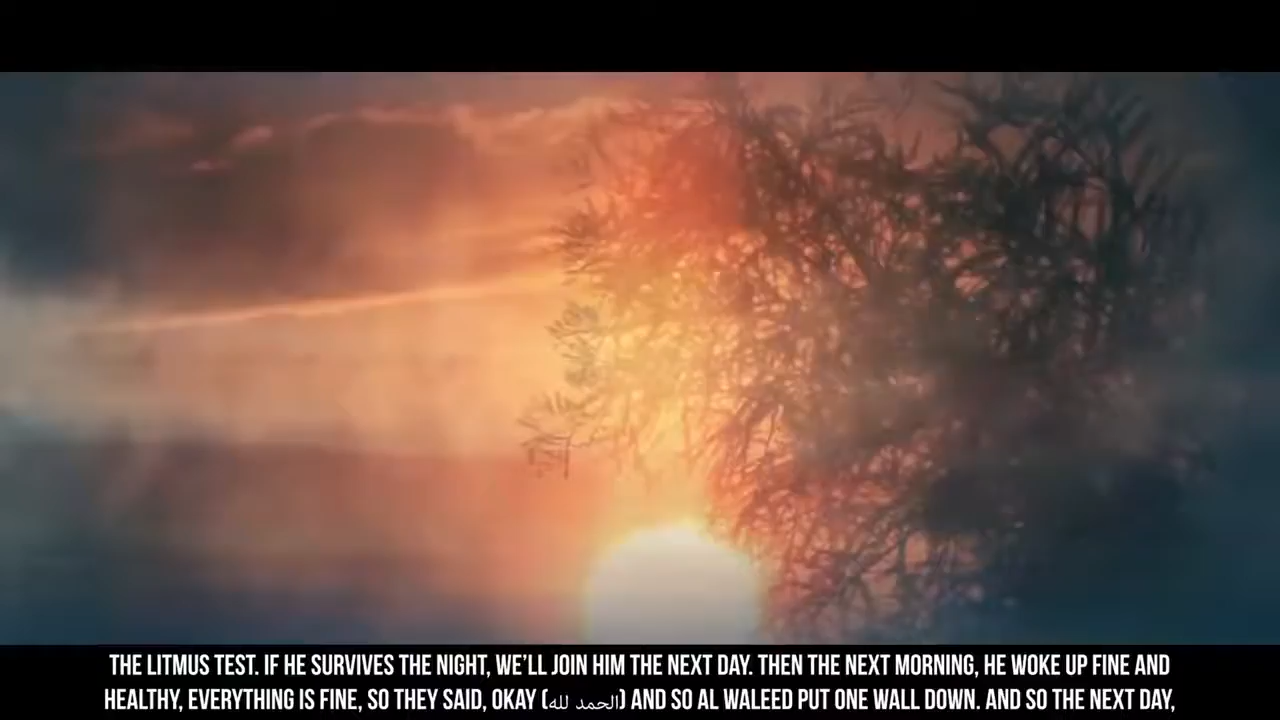 THE LITMUS TEST. IF HE SURVIVES THE NIGHT, WE'LL JOIN HIM THE NEXT DAY. THEN THE NEXT MORNING, HE WOKE UP FINE AND
HEALTHY, EVERYTHING IS FINE, SO THEY SAID, OKAY (الحمد لله) AND SO AL WALEED PUT ONE WALL DOWN. AND SO THE NEXT DAY,